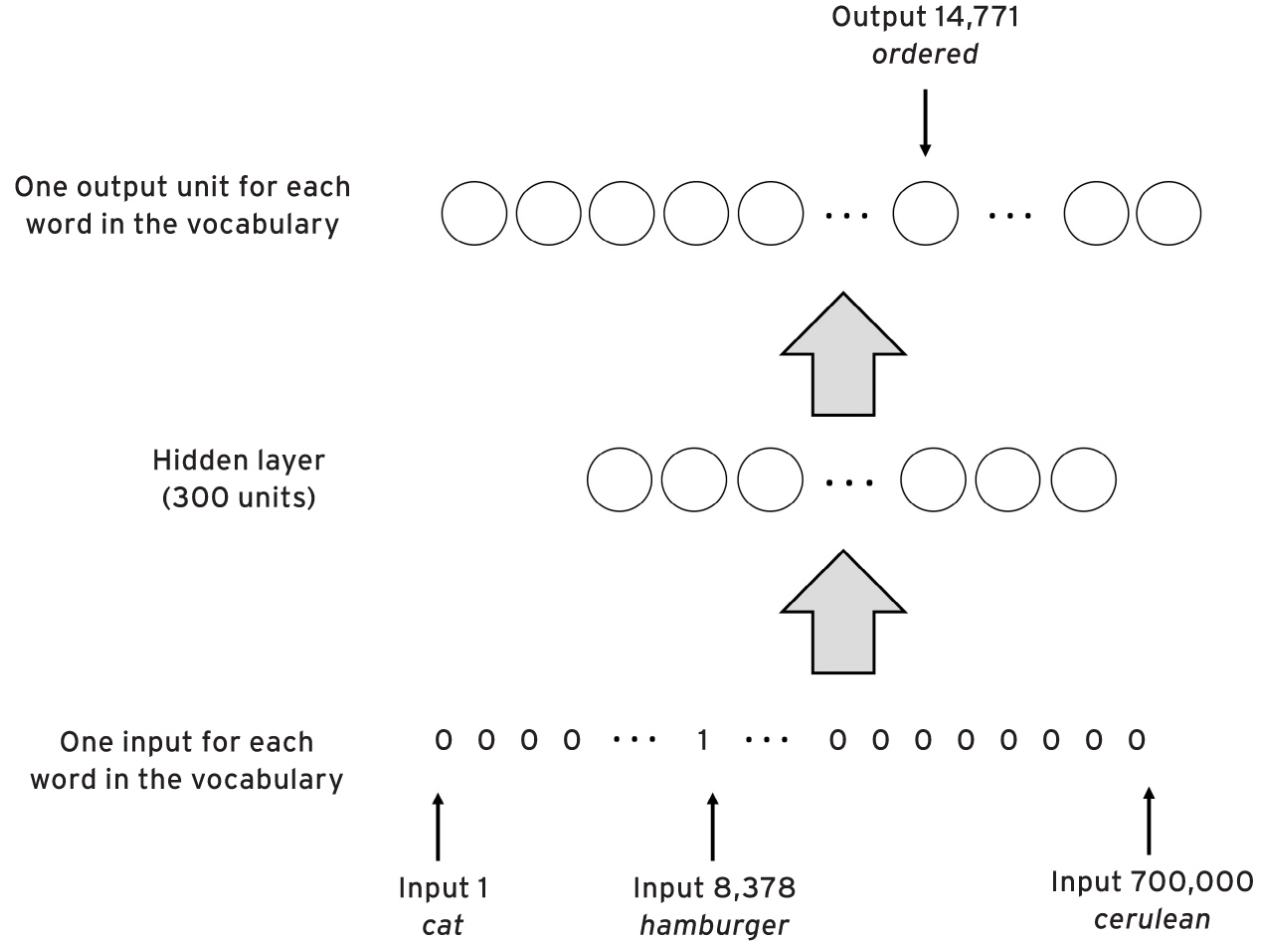 Output 14,771
ordered
One output unit for each
word in the vocabulary
...
...
Hidden layer
(300 units)
...
One input for each
word in the vocabulary
0 0 0 0 ... 1 ... 0 0 0 0 0 0 0 0
Input 1
cat
Input 8,378
hamburger
Input 700,000
cerulean